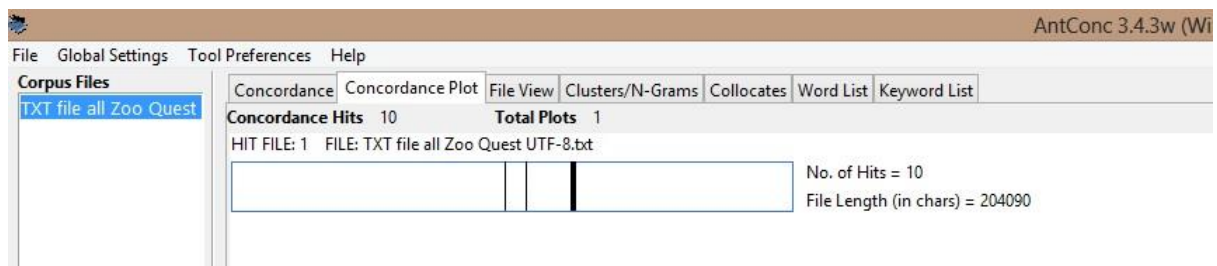 AntConc 3.4.3w (Wi
File Global Settings Tool Preferences Help
Corpus Files
TXT file all Zoo Quest
Concordance Concordance Plot File View Clusters/N-Grams Collocates Word List Keyword List
Concordance Hits 10 Total Plots 1
HIT FILE: 1 FILE: TXT file all Zoo Quest UTF-8.txt
No. of Hits = 10
File Length (in chars) = 204090